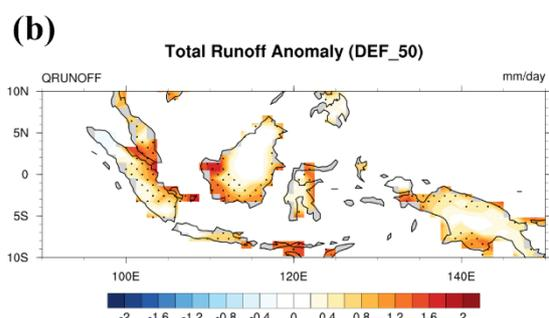 (b)
Total Runoff Anomaly (DEF_50)
QRUNOFF mm/day
10N
5N
0
5S
10S
100E 120E 140E
-2 -1.6 -1.2 -0.8 -0.4 0 0.4 0.8 1.2 1.6 2